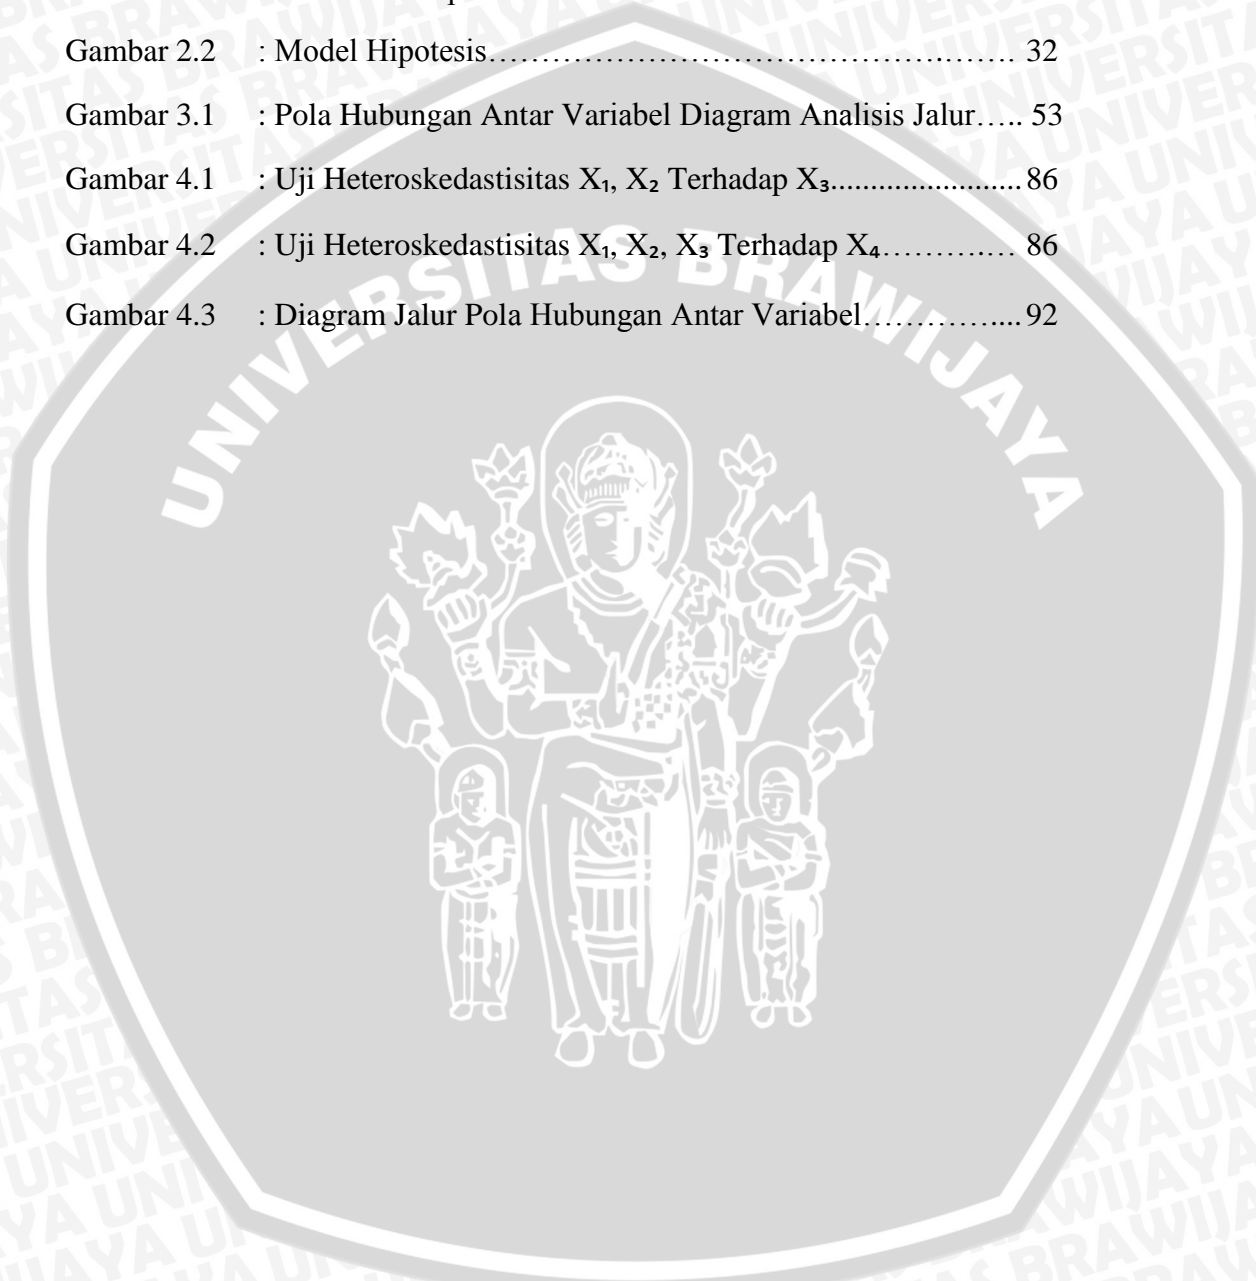 Gambar 2.2 : Model Hipotesis……………………………………….……. 32
Gambar 3.1 : Pola Hubungan Antar Variabel Diagram Analisis Jalur….. 53
Gambar 4.1 : Uji Heteroskedastisitas X₁, X₂ Terhadap X₃........................ 86
Gambar 4.2 : Uji Heteroskedastisitas X₁, X₂, X₃ Terhadap X₄……….… 86
Gambar 4.3 : Diagram Jalur Pola Hubungan Antar Variabel………….... 92
UNIVERSITAS BRAWIJAYA